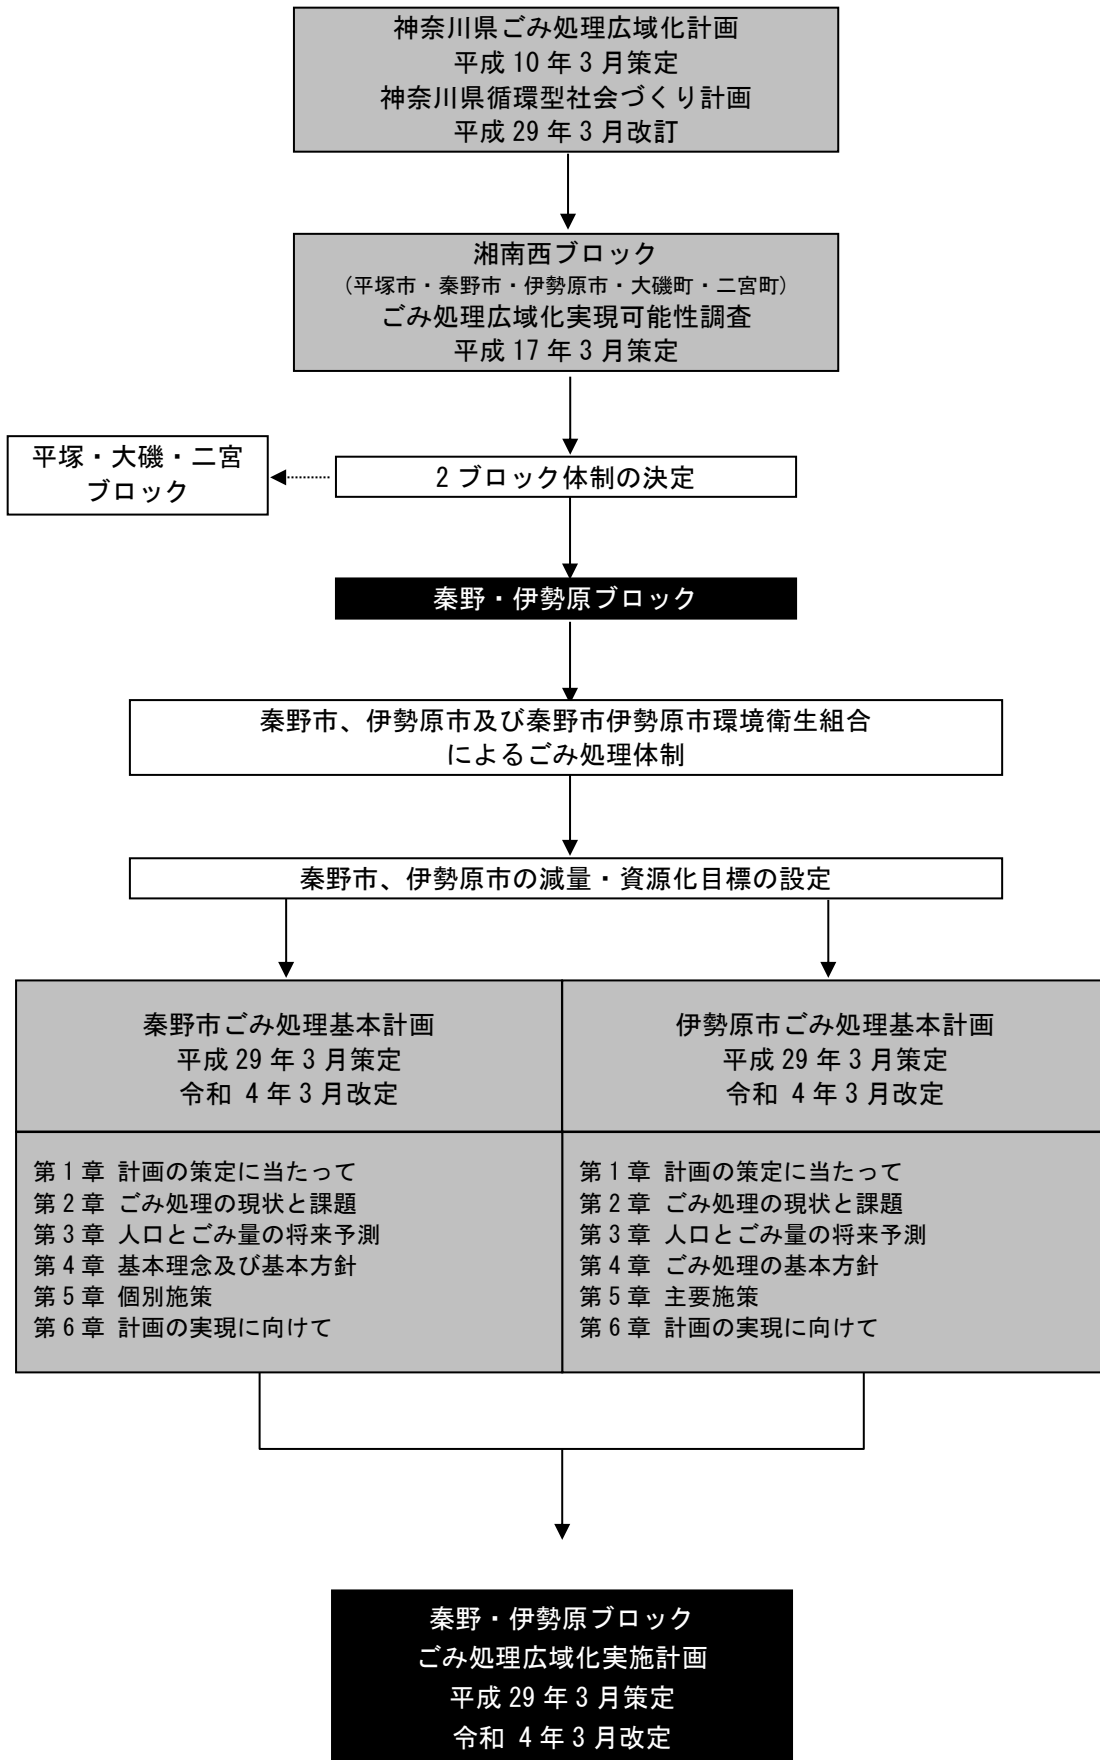 神奈川県ごみ処理広域化計画
平成 10 年 3 月策定
神奈川県循環型社会づくり計画
平成 29 年 3 月改訂
湘南西ブロック
（平塚市・秦野市・伊勢原市・大磯町・二宮町）
ごみ処理広域化実現可能性調査
平成 17 年 3 月策定
平塚・大磯・二宮
ブロック
2 ブロック体制の決定
秦野・伊勢原ブロック
秦野市、伊勢原市及び秦野市伊勢原市環境衛生組合
によるごみ処理体制
秦野市、伊勢原市の減量・資源化目標の設定
秦野市ごみ処理基本計画
平成 29 年 3 月策定
令和 4 年 3 月改定
第 1 章 計画の策定に当たって
第 2 章 ごみ処理の現状と課題
第 3 章 人口とごみ量の将来予測
第 4 章 基本理念及び基本方針
第 5 章 個別施策
第 6 章 計画の実現に向けて
伊勢原市ごみ処理基本計画
平成 29 年 3 月策定
令和 4 年 3 月改定
第 1 章 計画の策定に当たって
第 2 章 ごみ処理の現状と課題
第 3 章 人口とごみ量の将来予測
第 4 章 ごみ処理の基本方針
第 5 章 主要施策
第 6 章 計画の実現に向けて
秦野・伊勢原ブロック
ごみ処理広域化実施計画
平成 29 年 3 月策定
令和 4 年 3 月改定